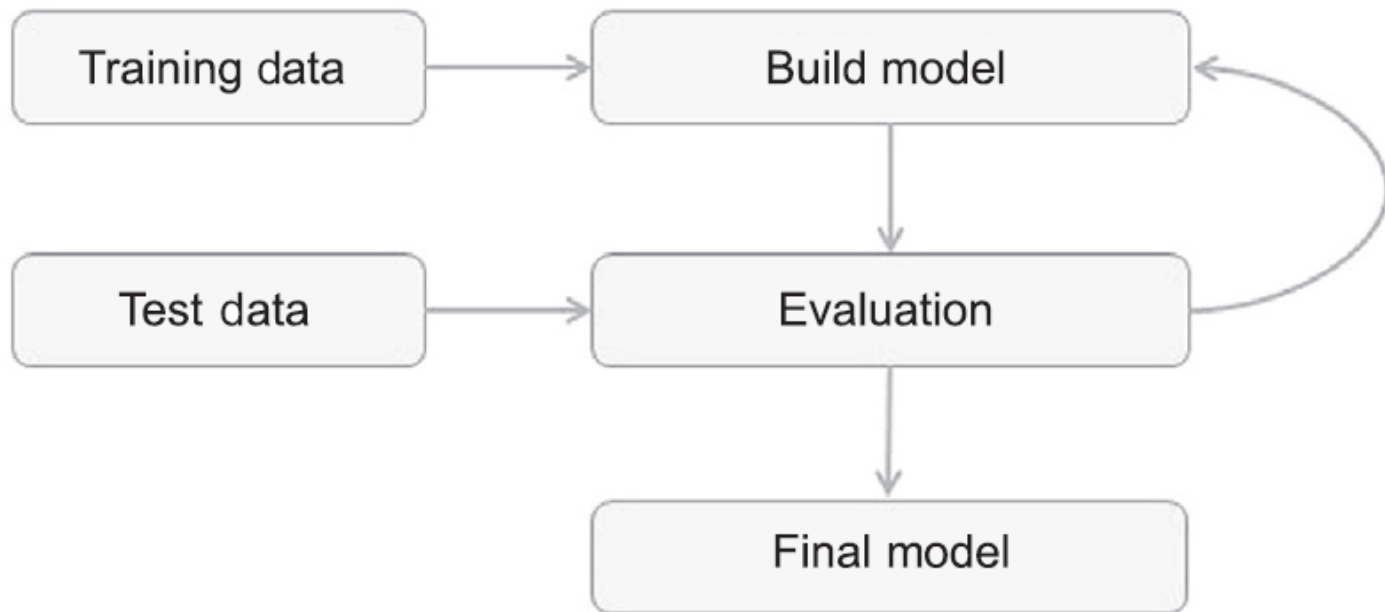 Training data
Build model
Test data
Evaluation
Final model